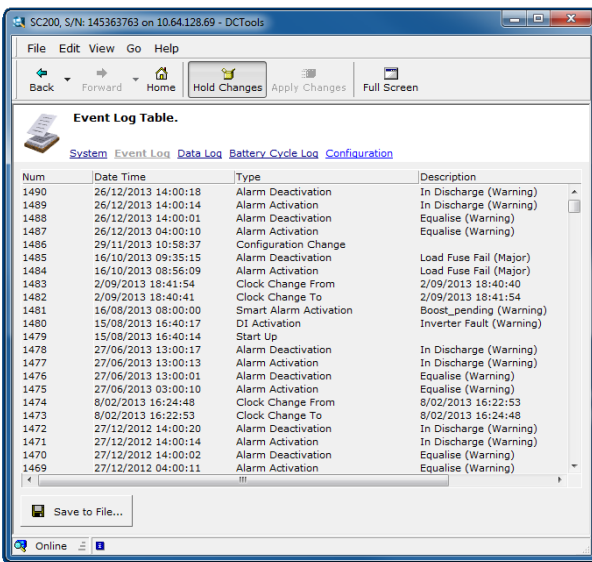 SC200, S/N: 145363763 on 10.64.128.69 - DCTools
File Edit View Go Help
Back Forward Home Hold Changes Apply Changes Full Screen
Event Log Table.
System Event Log Data Log Battery Cycle Log Configuration
Num Date Time Type Description
1490 26/12/2013 14:00:18 Alarm Deactivation In Discharge (Warning)
1489 26/12/2013 14:00:14 Alarm Activation In Discharge (Warning)
1488 26/12/2013 14:00:01 Alarm Deactivation Equalise (Warning)
1487 26/12/2013 04:00:10 Alarm Activation Equalise (Warning)
1486 29/11/2013 10:58:37 Configuration Change
1485 16/10/2013 09:35:15 Alarm Deactivation Load Fuse Fail (Major)
1484 16/10/2013 08:56:09 Alarm Activation Load Fuse Fail (Major)
1483 2/09/2013 18:41:54 Clock Change From 2/09/2013 18:40:40
1482 2/09/2013 18:40:41 Clock Change To 2/09/2013 18:41:54
1481 16/08/2013 08:00:00 Smart Alarm Activation Boost_pending (Warning)
1480 15/08/2013 16:40:17 DI Activation Inverter Fault (Warning)
1479 15/08/2013 16:40:14 Start Up
1478 27/06/2013 13:00:17 Alarm Deactivation In Discharge (Warning)
1477 27/06/2013 13:00:13 Alarm Activation In Discharge (Warning)
1476 27/06/2013 13:00:01 Alarm Deactivation Equalise (Warning)
1475 27/06/2013 03:00:10 Alarm Activation Equalise (Warning)
1474 8/02/2013 16:24:48 Clock Change From 8/02/2013 16:22:53
1473 8/02/2013 16:22:53 Clock Change To 8/02/2013 16:24:48
1472 27/12/2012 14:00:20 Alarm Deactivation In Discharge (Warning)
1471 27/12/2012 14:00:14 Alarm Activation In Discharge (Warning)
1470 27/12/2012 14:00:02 Alarm Deactivation Equalise (Warning)
1469 27/12/2012 04:00:11 Alarm Activation Equalise (Warning)
Save to File...
Online